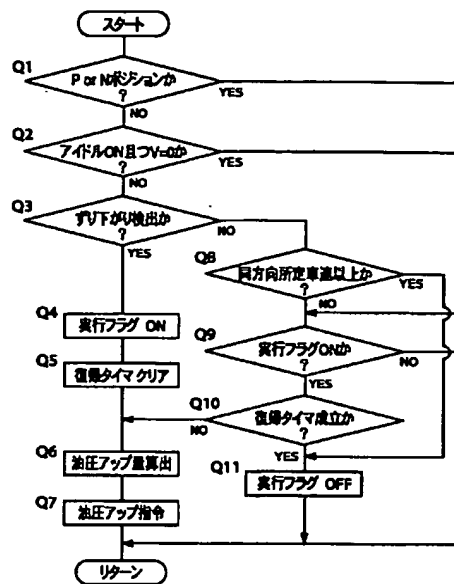 スタート
Q1
P or Nポジションか
?
YES
NO
Q2
アイドルON且つV=0か
?
YES
NO
Q3
ずり下がり検出か
?
NO
YES
Q8
同方向所定車速以上か
?
YES
NO
Q4
実行フラグ ON
Q9
実行フラグONか
?
NO
YES
Q5
復帰タイマ クリア
Q10
復帰タイマ成立か
?
NO
YES
Q6
油圧アップ量算出
Q11
実行フラグ OFF
Q7
油圧アップ指令
リターン